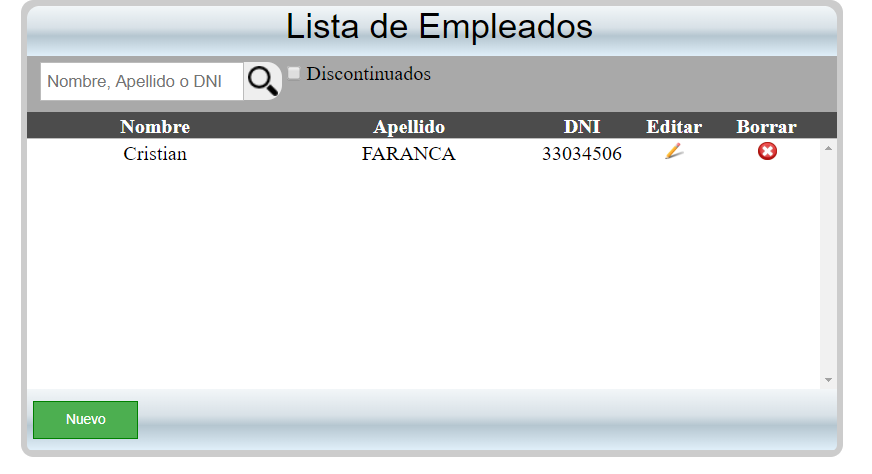 Lista de Empleados
Nombre, Apellido o DNI Discontinuados
Nombre Apellido DNI Editar Borrar
Cristian FARANCA 33034506
Nuevo